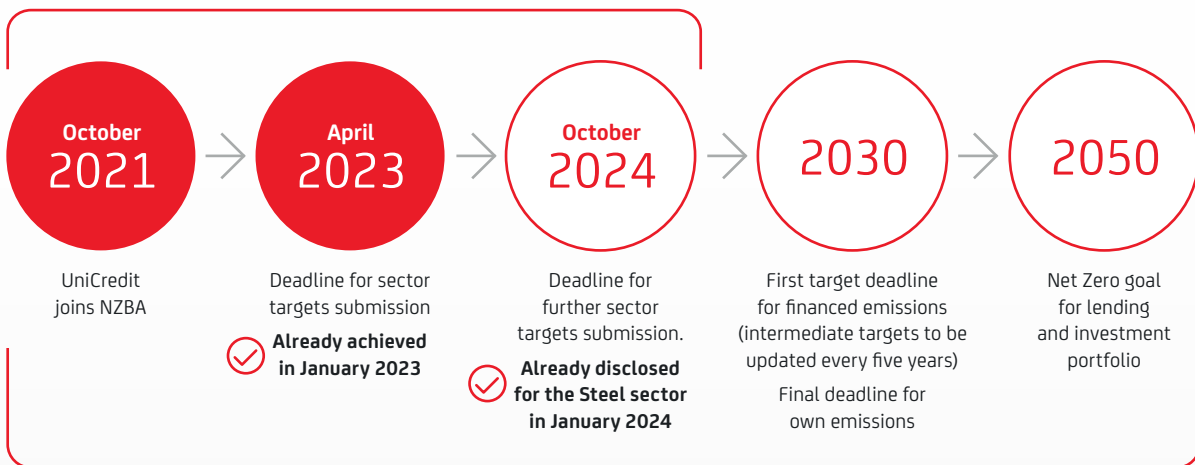 October
2021
April
2023
October
2024
2030
2050
UniCredit
joins NZBA
Deadline for sector
targets submission
Already achieved
in January 2023
Deadline for
further sector
targets submission.
Already disclosed
for the Steel sector
in January 2024
First target deadline
for financed emissions
(intermediate targets to be
updated every five years)
Final deadline for
own emissions
Net Zero goal
for lending
and investment
portfolio